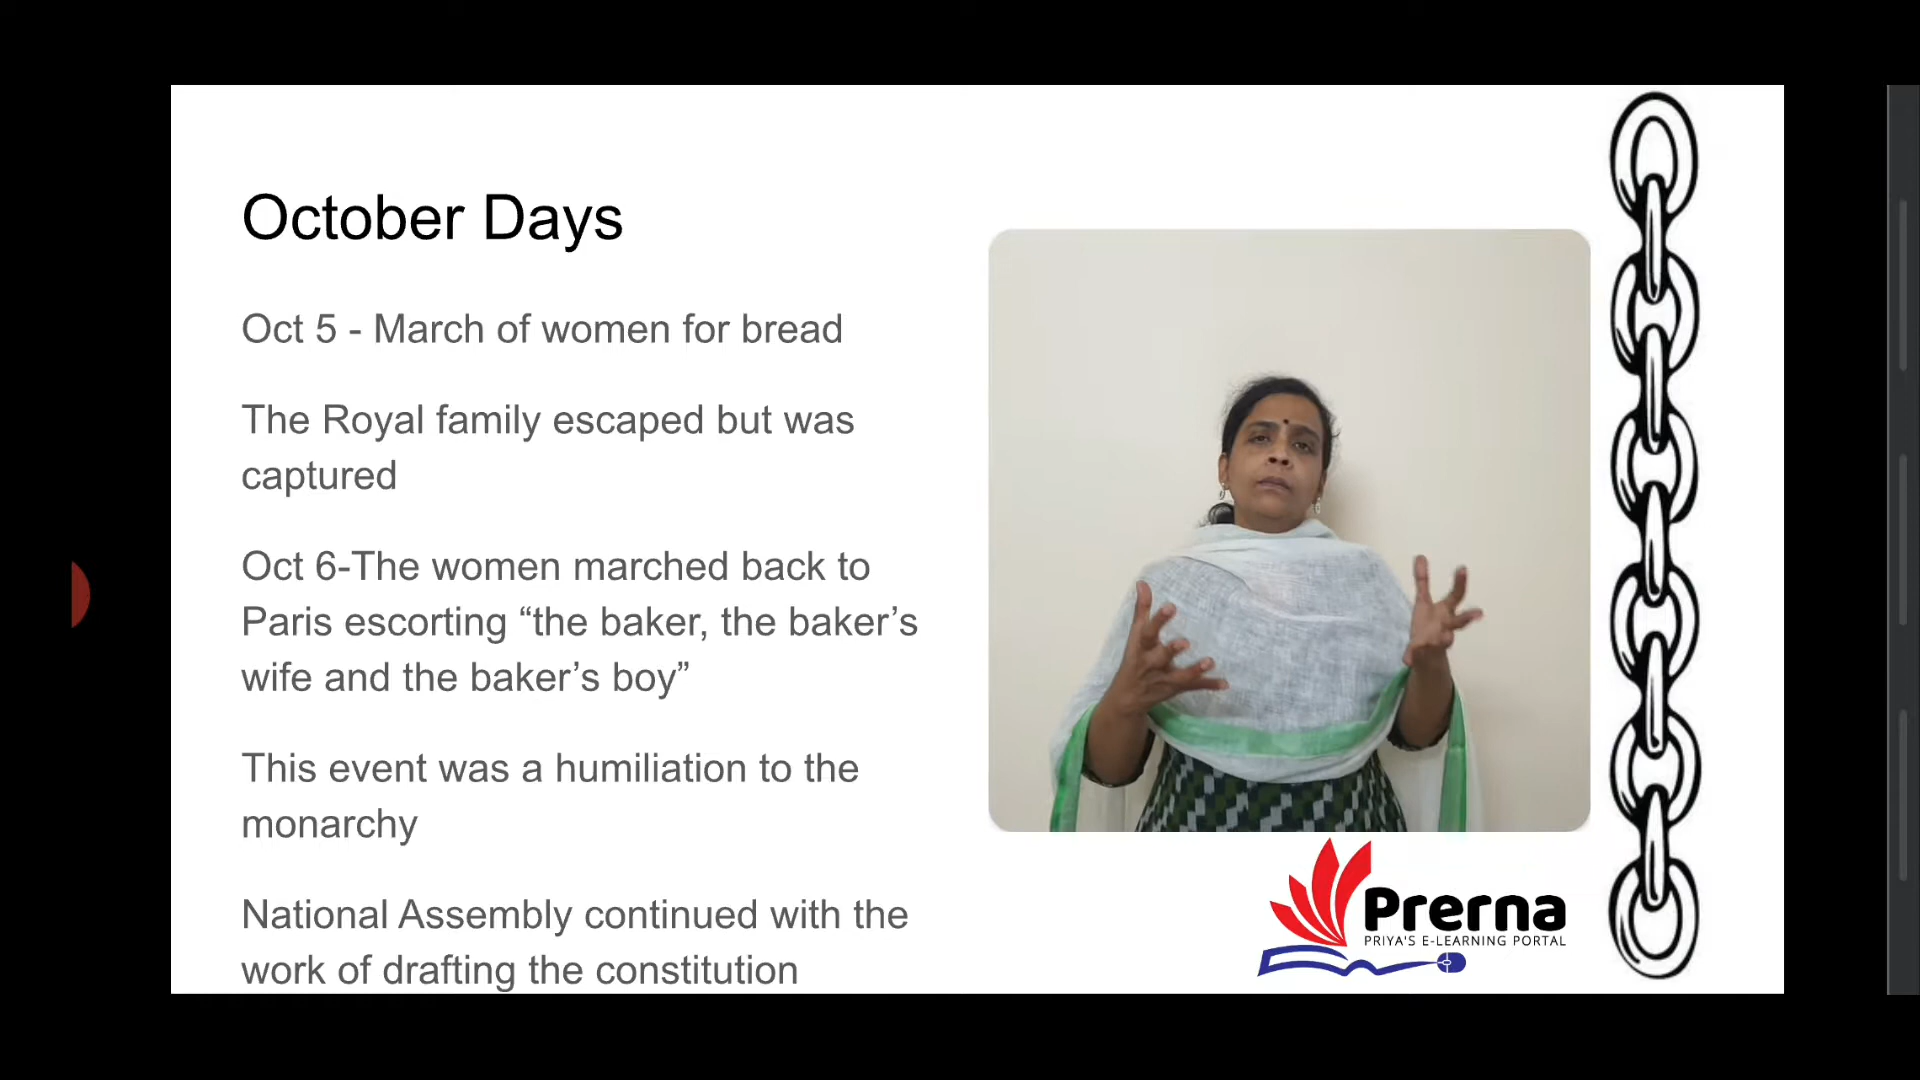 October Days
Oct 5 - March of women for bread
The Royal family escaped but was
captured
Oct 6-The women marched back to
Paris escorting “the baker, the baker’s
wife and the baker’s boy”
This event was a humiliation to the
monarchy
National Assembly continued with the
work of drafting the constitution
Prerna
PRIYA'S E-LEARNING PORTAL